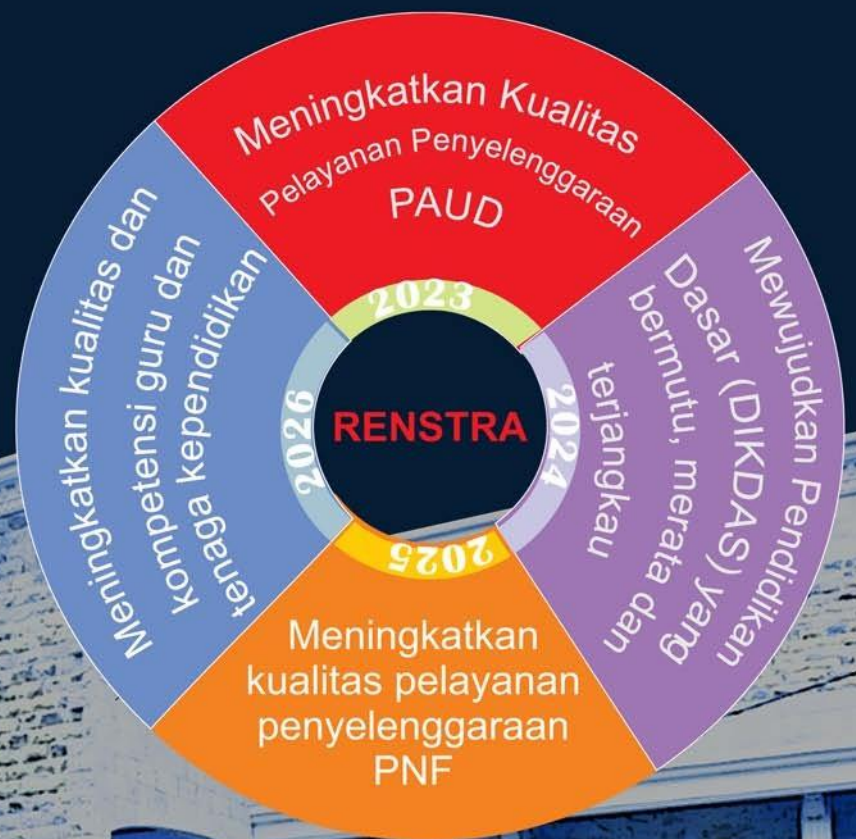 Meningkatkan Kualitas
Pelayanan Penyelenggaraan
PAUD
2023
Mewujudkan Pendidikan
Dasar (DIKDAS) yang
bermutu, merata dan
terjangkau
2024
Meningkatkan
kualitas pelayanan
penyelenggaraan
PNF
2025
Meningkatkan kualitas dan
kompetensi guru dan
tenaga kependidikan
2026
RENSTRA